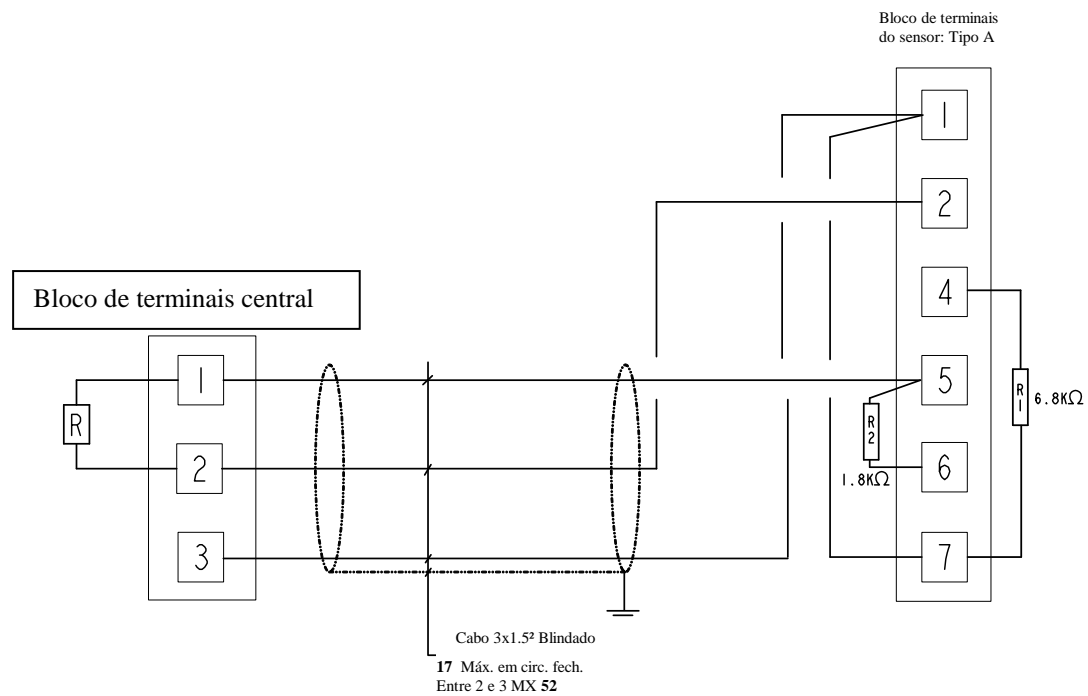 Bloco de terminais
do sensor: Tipo A
1
2
4
5
6
7
R1
6.8KΩ
R2
1.8KΩ
Bloco de terminais central
R
1
2
3
Cabo 3x1.5² Blindado
17 Máx. em circ. fech.
Entre 2 e 3 MX 52